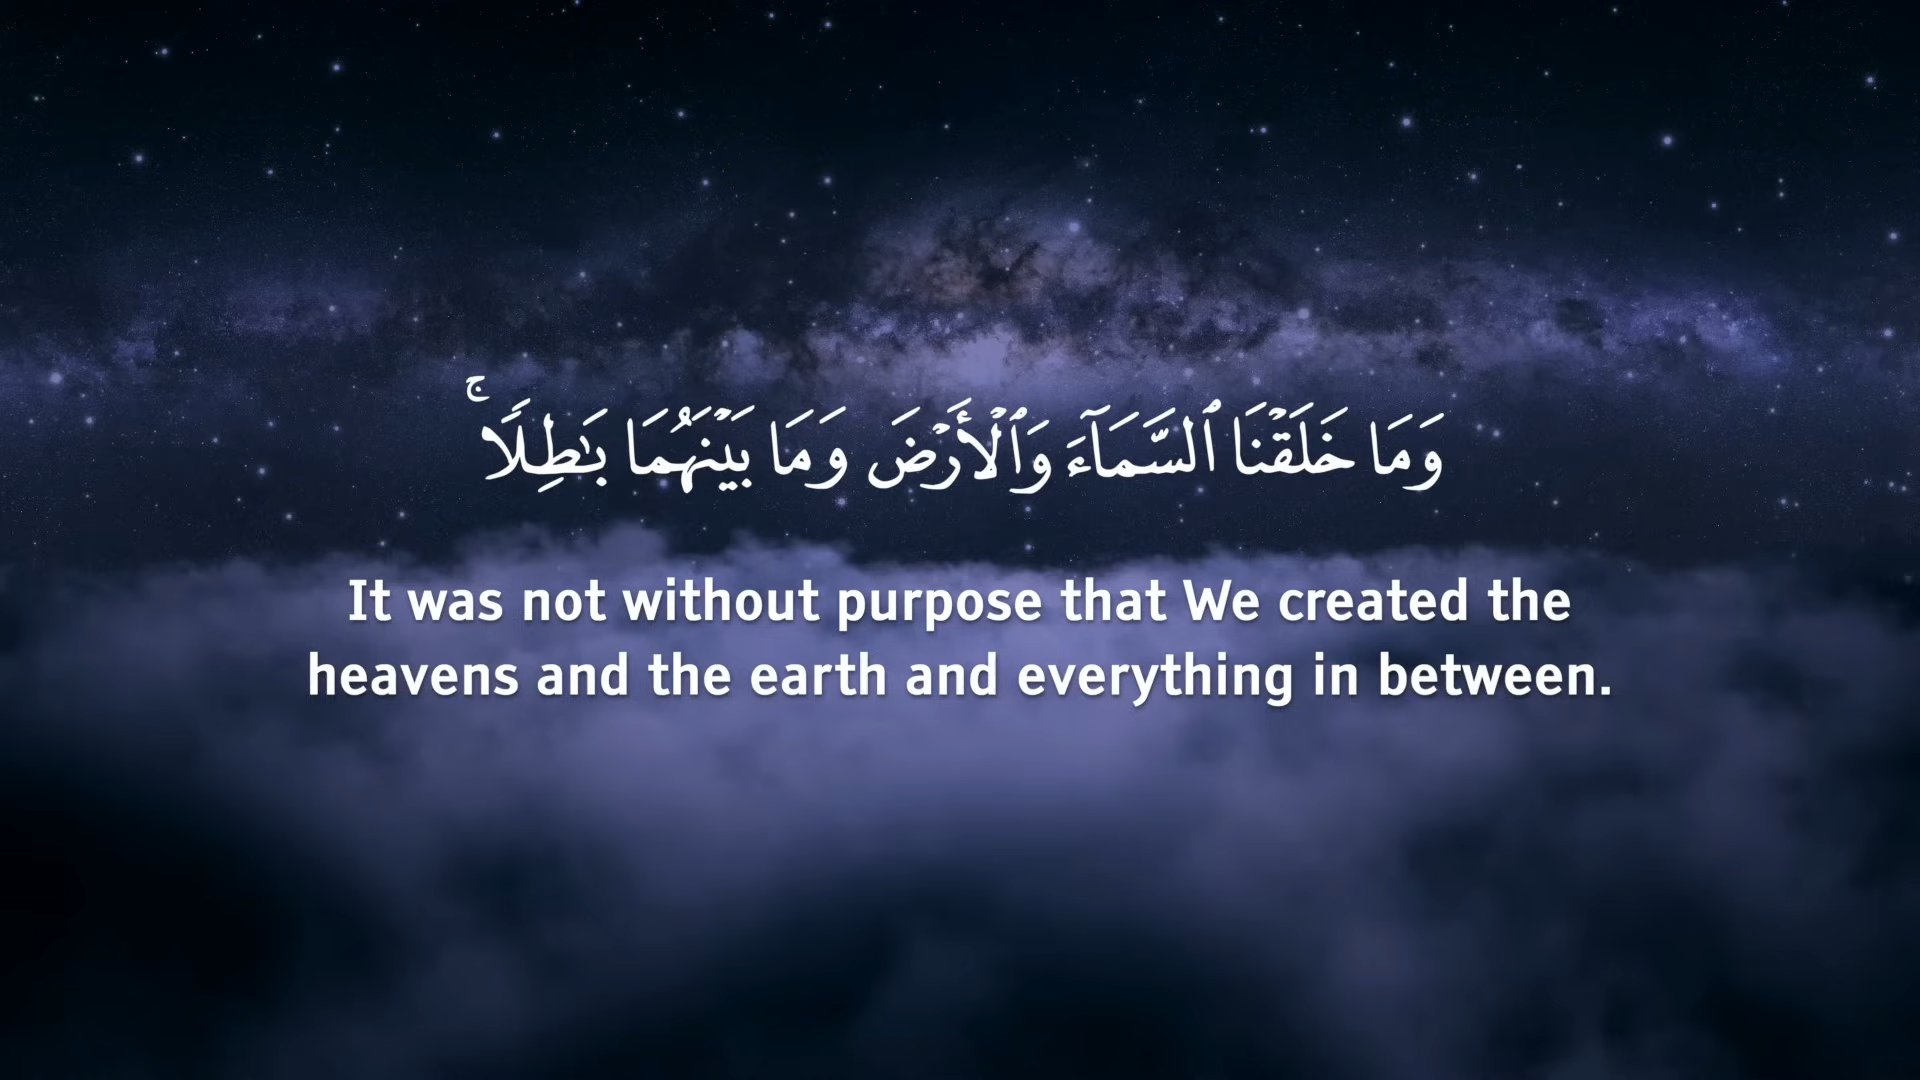 وَمَا خَلَقْنَا ٱلسَّمَآءَ وَٱلْأَرْضَ وَمَا بَيْنَهُمَا بَـٰطِلًا ۚ
It was not without purpose that We created the
heavens and the earth and everything in between.